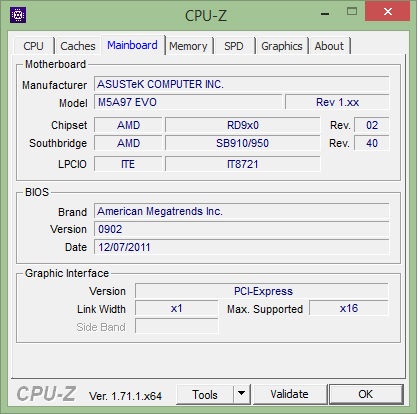 CPU-Z
CPU Caches Mainboard Memory SPD Graphics About
Motherboard
Manufacturer ASUSTeK COMPUTER INC.
Model M5A97 EVO Rev 1.xx
Chipset AMD RD9x0 Rev. 02
Southbridge AMD SB910/950 Rev. 40
LPCIO ITE IT8721
BIOS
Brand American Megatrends Inc.
Version 0902
Date 12/07/2011
Graphic Interface
Version PCI-Express
Link Width x1 Max. Supported x16
Side Band
CPU-Z Ver. 1.71.1.x64 Tools Validate OK